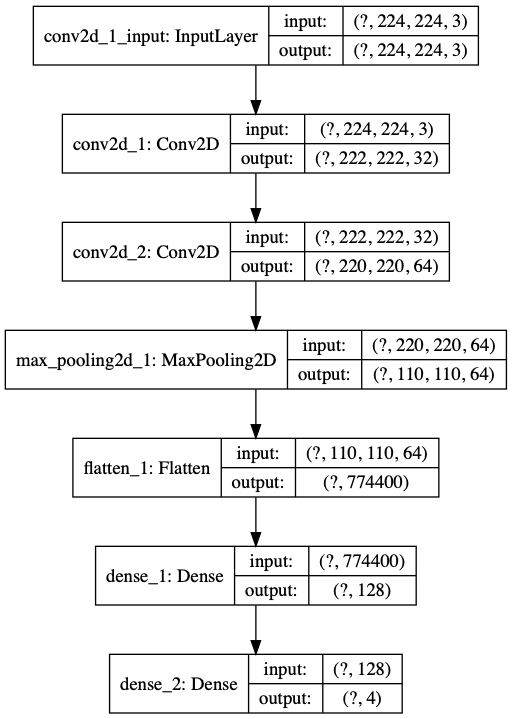 conv2d_1_input: InputLayer
input: (?, 224, 224, 3)
output: (?, 224, 224, 3)
conv2d_1: Conv2D
input: (?, 224, 224, 3)
output: (?, 222, 222, 32)
conv2d_2: Conv2D
input: (?, 222, 222, 32)
output: (?, 220, 220, 64)
max_pooling2d_1: MaxPooling2D
input: (?, 220, 220, 64)
output: (?, 110, 110, 64)
flatten_1: Flatten
input: (?, 110, 110, 64)
output: (?, 774400)
dense_1: Dense
input: (?, 774400)
output: (?, 128)
dense_2: Dense
input: (?, 128)
output: (?, 4)